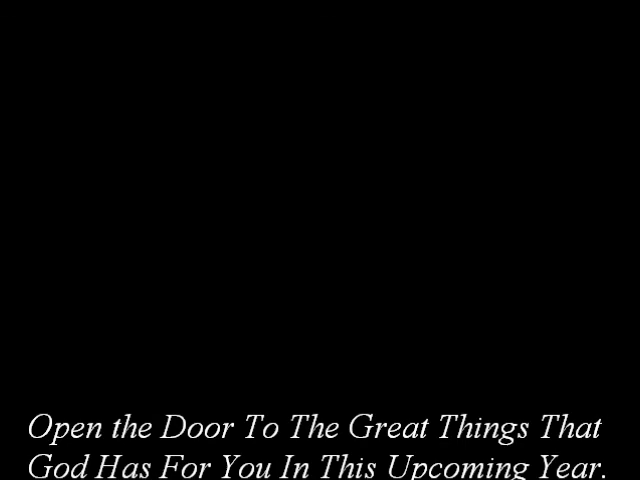 Open the Door To The Great Things That
God Has For You In This Upcoming Year.